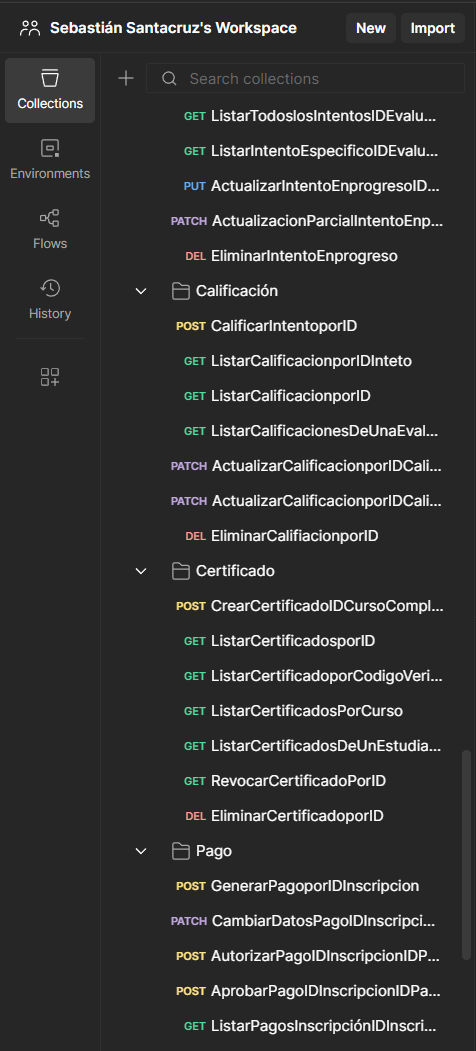 Sebastián Santacruz's Workspace
New
Import
Collections
Environments
Flows
History
Search collections
GET ListarTodoslosIntentosIDEvalu...
GET ListarIntentoEspecificoIDEvalu...
PUT ActualizarIntentoEnprogresoID...
PATCH ActualizacionParcialIntentoEnp...
DEL EliminarIntentoEnprogreso
Calificación
POST CalificarIntentoporID
GET ListarCalificacionporIDInteto
GET ListarCalificacionporID
GET ListarCalificacionesDeUnaEval...
PATCH ActualizarCalificacionporIDCali...
PATCH ActualizarCalificacionporIDCali...
DEL EliminarCalifiacionporID
Certificado
POST CrearCertificadoIDCursoCompl...
GET ListarCertificadosporID
GET ListarCertificadoporCodigoVeri...
GET ListarCertificadosPorCurso
GET ListarCertificadosDeUnEstudia...
GET RevocarCertificadoPorID
DEL EliminarCertificadoporID
Pago
POST GenerarPagoporIDInscripcion
PATCH CambiarDatosPagoIDInscripci...
POST AutorizarPagoIDInscripcionIDP...
POST AprobarPagoIDInscripcionIDPa...
GET ListarPagosInscripciónIDInscri...